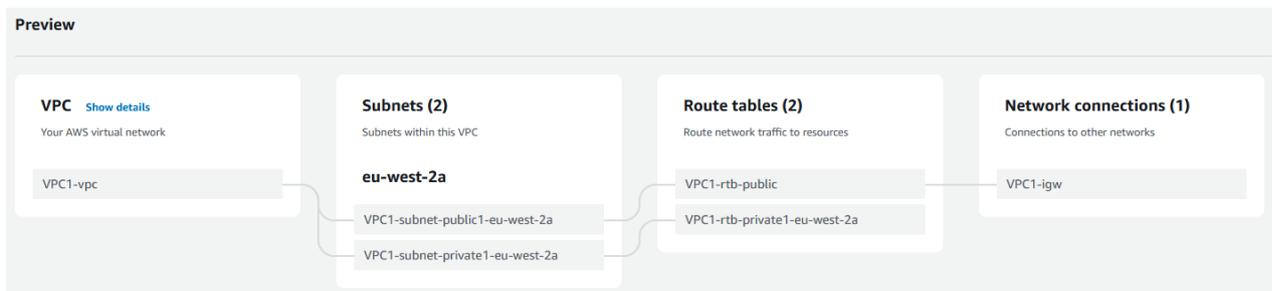 Preview
VPC Show details
Your AWS virtual network
VPC1-vpc
Subnets (2)
Subnets within this VPC
eu-west-2a
VPC1-subnet-public1-eu-west-2a
VPC1-subnet-private1-eu-west-2a
Route tables (2)
Route network traffic to resources
VPC1-rtb-public
VPC1-rtb-private1-eu-west-2a
Network connections (1)
Connections to other networks
VPC1-igw